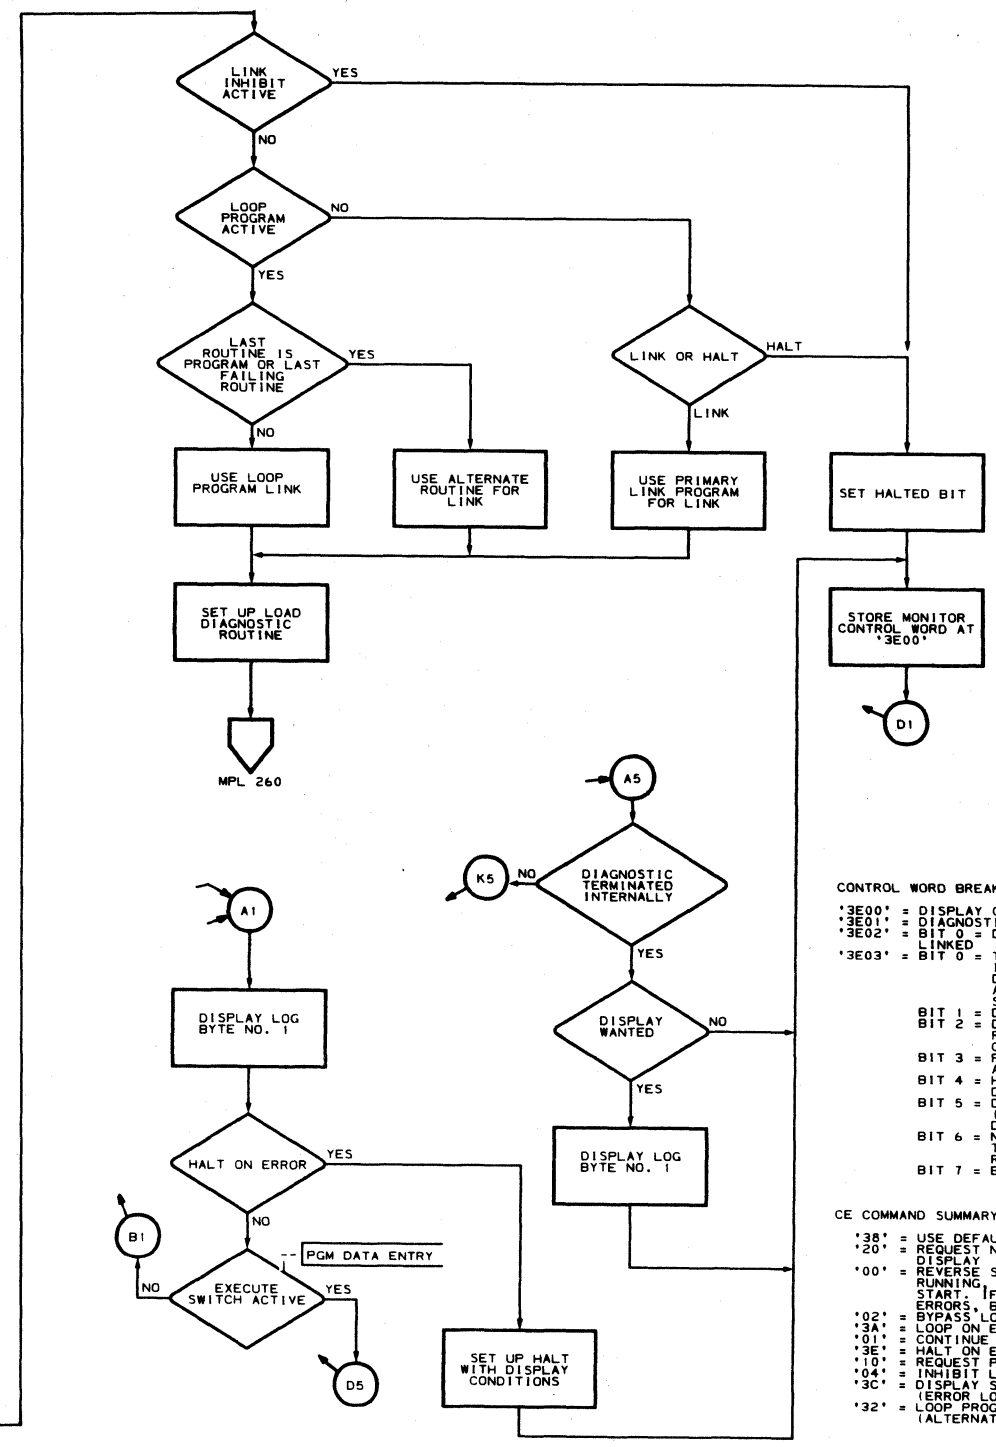 LINK
INHIBIT
ACTIVE
YES
NO
LOOP
PROGRAM
ACTIVE
NO
YES
LAST
ROUTINE IS
PROGRAM OR LAST
FAILING
ROUTINE
YES
NO
LINK OR HALT
HALT
LINK
USE LOOP
PROGRAM LINK
USE ALTERNATE
ROUTINE FOR
LINK
USE PRIMARY
LINK PROGRAM
FOR LINK
SET HALTED BIT
SET UP LOAD
DIAGNOSTIC
ROUTINE
STORE MONITOR
CONTROL WORD AT
'3E00'
D1
MPL 260
A5
DIAGNOSTIC
TERMINATED
INTERNALLY
NO
K5
YES
DISPLAY
WANTED
NO
YES
DISPLAY LOG
BYTE NO. 1
A1
DISPLAY LOG
BYTE NO. 1
HALT ON ERROR
YES
NO
B1
PGM DATA ENTRY
EXECUTE
SWITCH ACTIVE
NO
YES
D5
SET UP HALT
WITH DISPLAY
CONDITIONS
CONTROL WORD BREAK
'3E00' = DISPLAY
'3E01' = DIAGNOSTI
'3E02' = BIT 0 =
LINKED
'3E03' = BIT 0 =
BIT 1 =
BIT 2 =
BIT 3 =
BIT 4 =
BIT 5 =
BIT 6 =
BIT 7 =
CE COMMAND SUMMARY
'38' = USE DEFAU
'20' = REQUEST N
DISPLAY
'00' = REVERSE S
RUNNING,
START. IF
ERRORS, B
'02' = BYPASS LO
'3A' = LOOP ON E
'01' = CONTINUE
'3E' = HALT ON E
'10' = REQUEST P
'04' = INHIBIT L
'3C' = DISPLAY S
(ERROR LO
'32' = LOOP PROG
(ALTERNAT